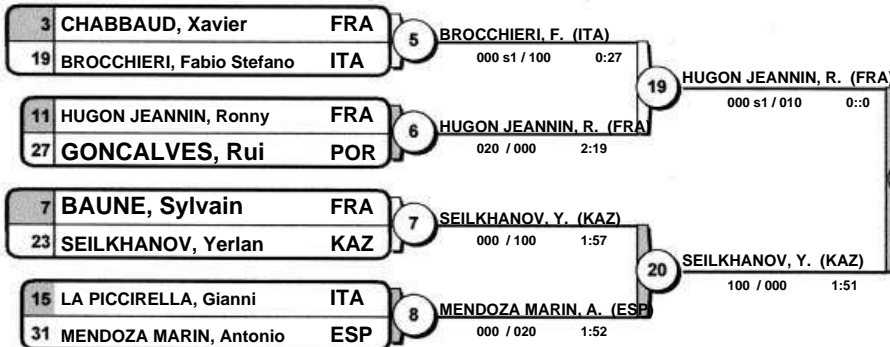 3 CHABBAUD, Xavier FRA
19 BROCCHIERI, Fabio Stefano ITA
5
BROCCHIERI, F. (ITA)
000 s1 / 100 0:27
11 HUGON JEANNIN, Ronny FRA
27 GONCALVES, Rui POR
6
HUGON JEANNIN, R. (FRA)
020 / 000 2:19
19
HUGON JEANNIN, R. (FRA)
000 s1 / 010 0::0
7 BAUNE, Sylvain FRA
23 SEILKHANOV, Yerlan KAZ
7
SEILKHANOV, Y. (KAZ)
000 / 100 1:57
15 LA PICCIRELLA, Gianni ITA
31 MENDOZA MARIN, Antonio ESP
8
MENDOZA MARIN, A. (ESP)
000 / 020 1:52
20
SEILKHANOV, Y. (KAZ)
100 / 000 1:51